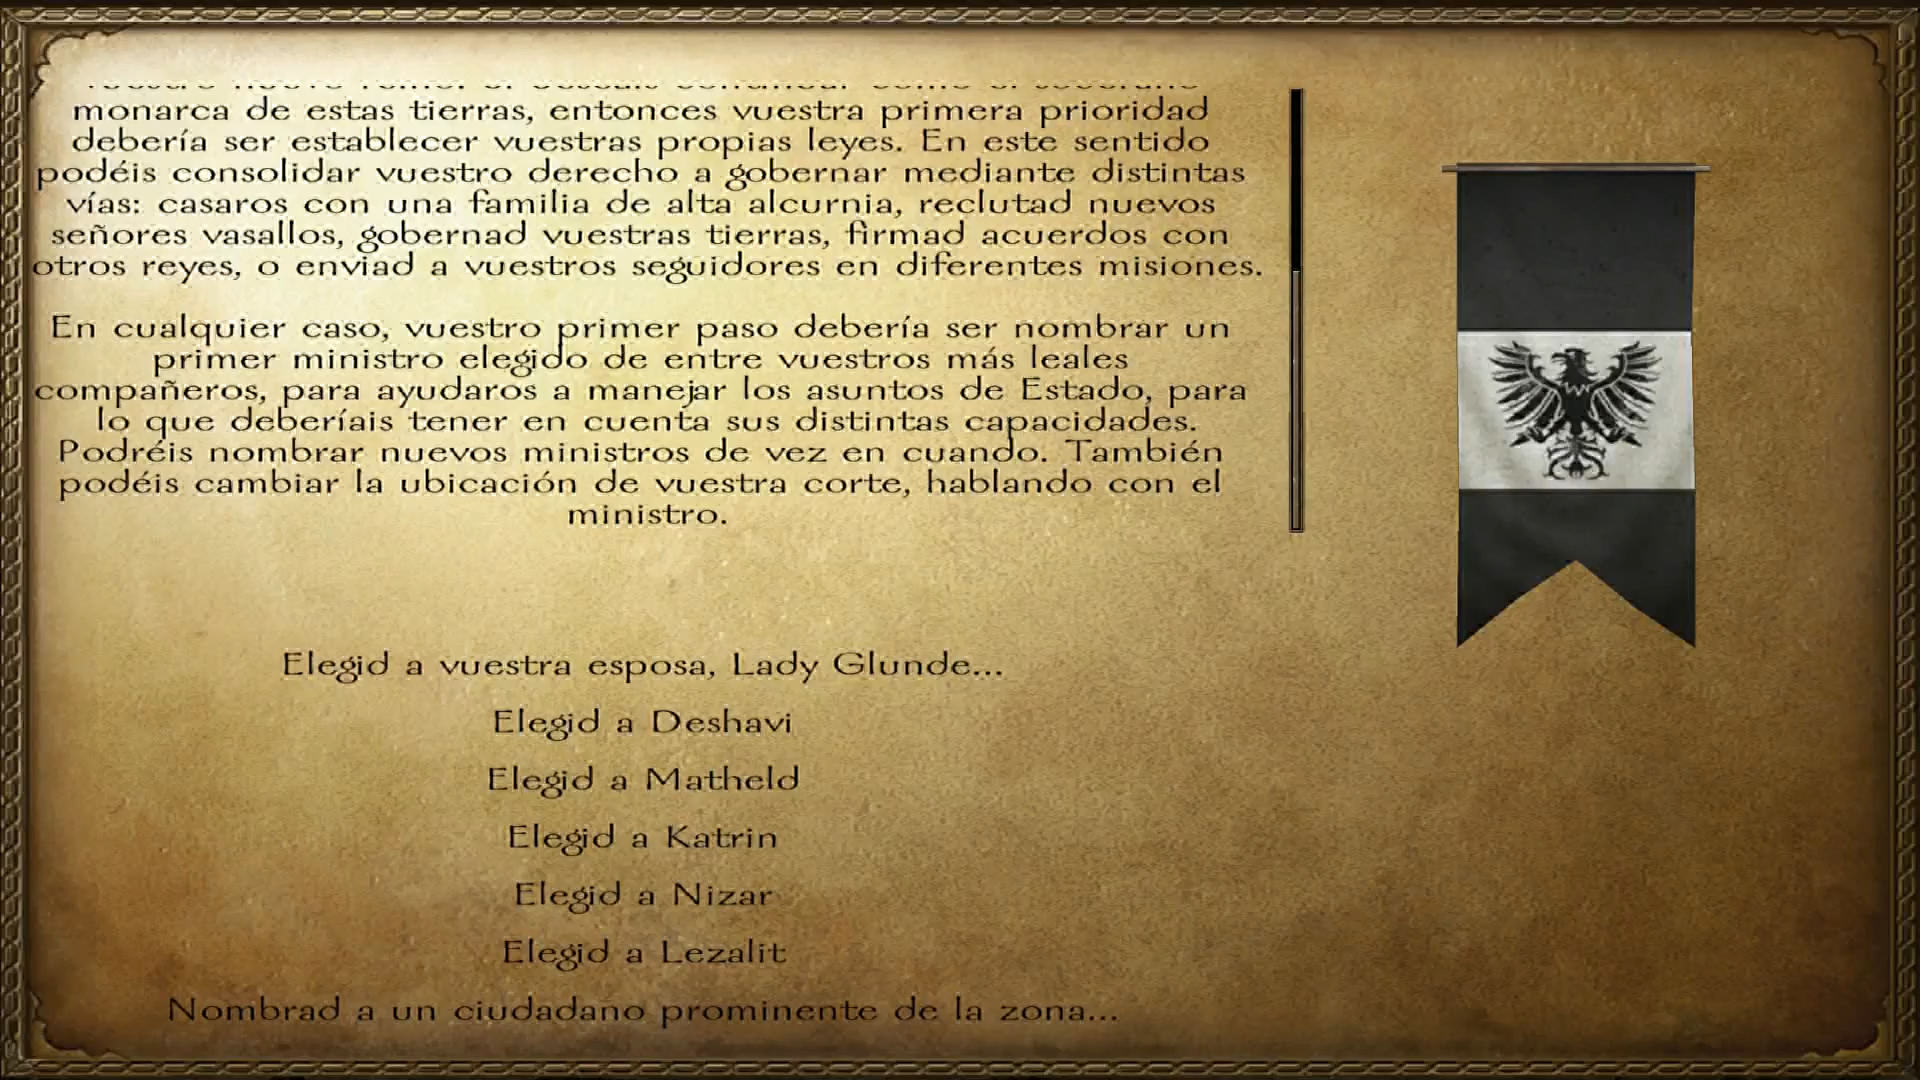 monarca de estas tierras, entonces vuestra primera prioridad
debería ser establecer vuestras propias leyes. En este sentido
podéis consolidar vuestro derecho a gobernar mediante distintas
vías: casaros con una familia de alta alcurnia, reclutad nuevos
señores vasallos, gobernad vuestras tierras, firmad acuerdos con
otros reyes, o enviad a vuestros seguidores en diferentes misiones.
En cualquier caso, vuestro primer paso debería ser nombrar un
primer ministro elegido de entre vuestros más leales
compañeros, para ayudaros a manejar los asuntos de Estado, para
lo que deberíais tener en cuenta sus distintas capacidades.
Podréis nombrar nuevos ministros de vez en cuando. También
podéis cambiar la ubicación de vuestra corte, hablando con el
ministro.
Elegid a vuestra esposa, Lady Glunde...
Elegid a Deshavi
Elegid a Matheld
Elegid a Katrin
Elegid a Nizar
Elegid a Lezalit
Nombrad a un ciudadano prominente de la zona...